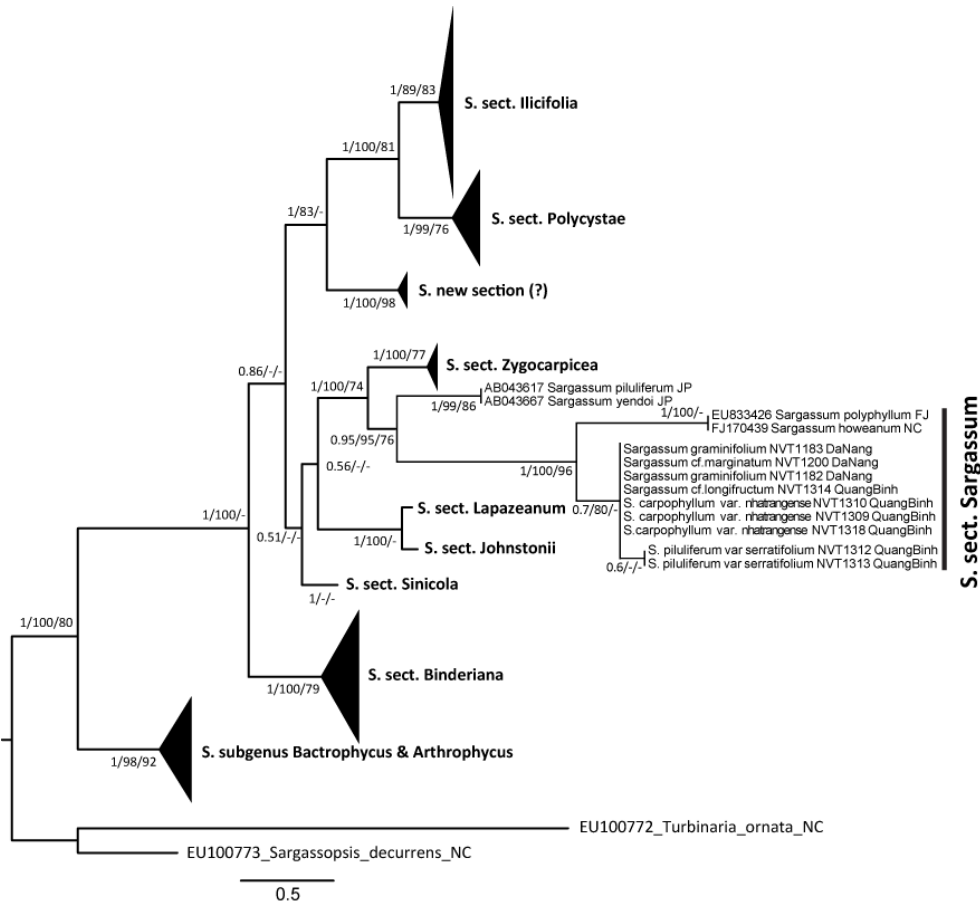 1/89/83
S. sect. Ilicifolia
1/100/81
S. sect. Polycystae
1/99/76
1/83/-
S. new section (?)
1/100/98
1/100/77
S. sect. Zygocarpicea
0.86/-/-
1/100/74
AB043617 Sargassum piluliferum JP
AB043667 Sargassum yendoi JP
1/99/86
1/100/-
EU833426 Sargassum polyphyllum FJ
FJ170439 Sargassum howeanum NC
0.95/95/76
Sargassum graminifolium NVT1183 DaNang
Sargassum cf.marginatum NVT1200 DaNang
0.56/-/-
1/100/96
Sargassum graminifolium NVT1182 DaNang
Sargassum cf.longifructum NVT1314 QuangBinh
S. carpophyllum var. nhatrangense NVT1310 QuangBinh
0.7/80/-
S. carpophyllum var. nhatrangense NVT1309 QuangBinh
S.carpophyllum var. nhatrangense NVT1318 QuangBinh
S. piluliferum var serratifolium NVT1312 QuangBinh
S. piluliferum var serratifolium NVT1313 QuangBinh
0.6/-/-
S. sect. Sargassum
S. sect. Lapazeanum
1/100/-
0.51/-/-
1/100/-
S. sect. Johnstonii
S. sect. Sinicola
1/-/-
1/100/80
S. sect. Binderiana
1/100/79
S. subgenus Bactrophycus & Arthrophycus
1/98/92
EU100772_Turbinaria_ornata_NC
EU100773_Sargassopsis_decurrens_NC
0.5